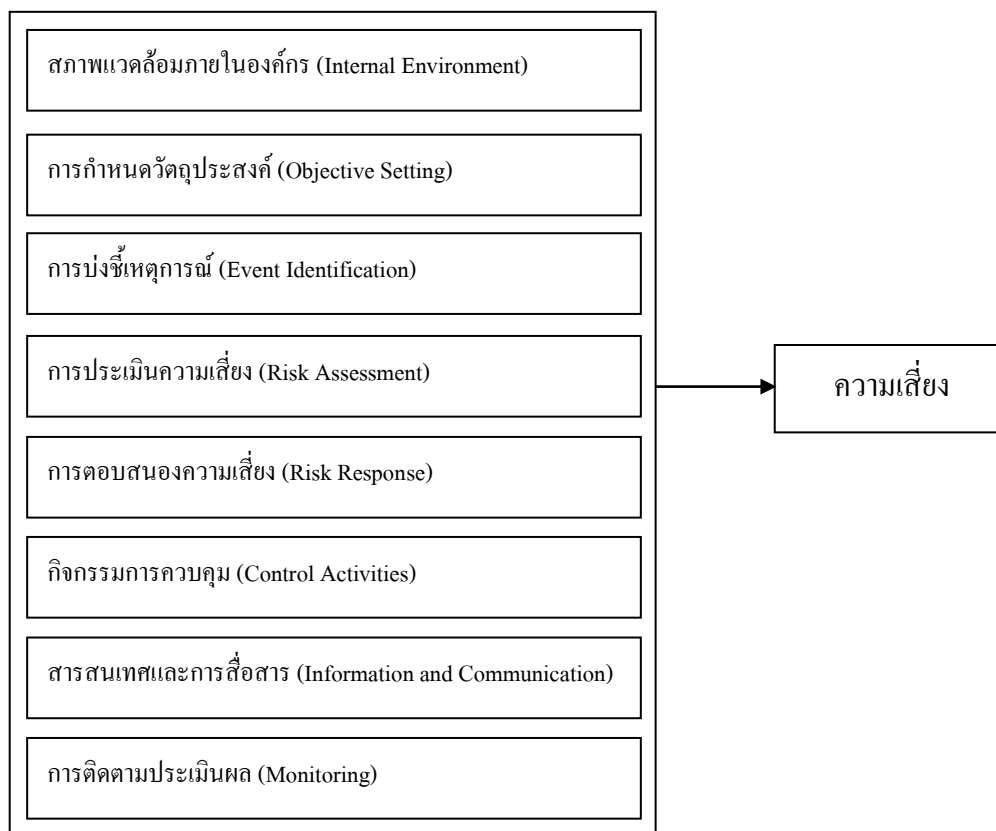 สภาพแวดล้อมภายในองค์กร (Internal Environment)
การกำหนดวัตถุประสงค์ (Objective Setting)
การบ่งชี้เหตุการณ์ (Event Identification)
การประเมินความเสี่ยง (Risk Assessment)
ความเสี่ยง
การตอบสนองความเสี่ยง (Risk Response)
กิจกรรมการควบคุม (Control Activities)
สารสนเทศและการสื่อสาร (Information and Communication)
การติดตามประเมินผล (Monitoring)